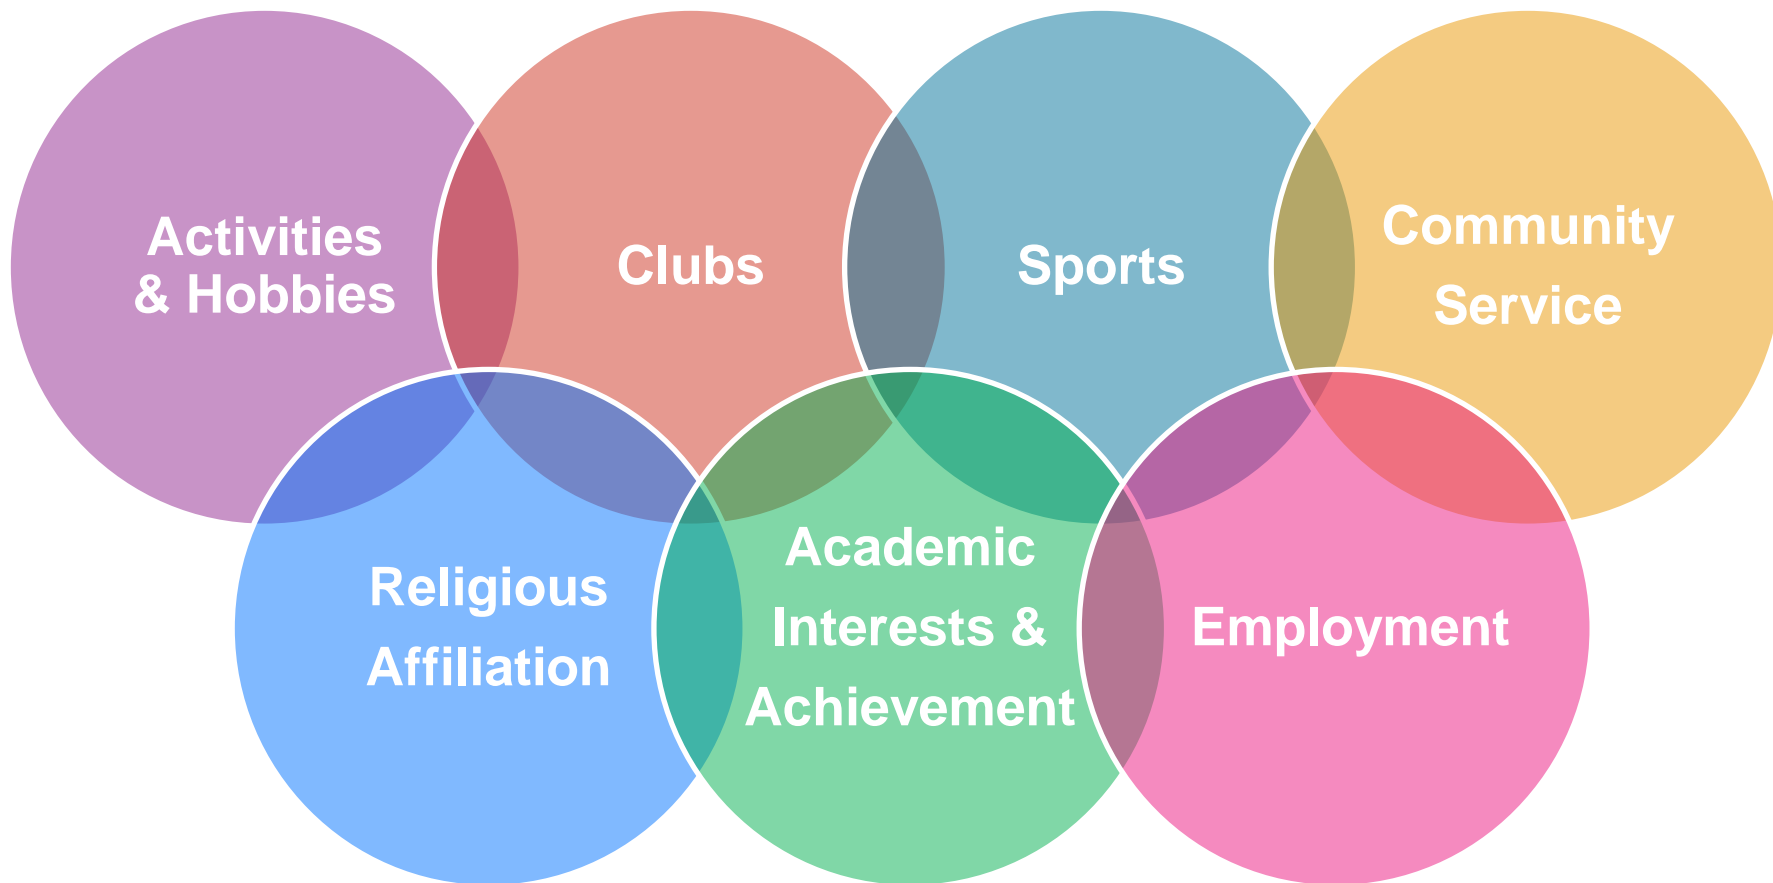 Activities
& Hobbies
Clubs
Sports
Community
Service
Religious
Affiliation
Academic
Interests &
Achievement
Employment